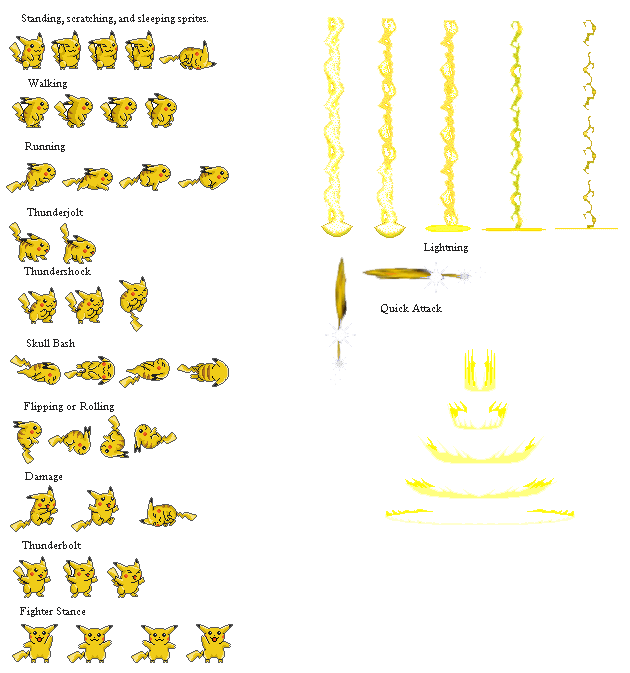 Standing, scratching, and sleeping sprites.
Walking
Running
Thunderjolt
Thundershock
Skull Bash
Flipping or Rolling
Damage
Thunderbolt
Fighter Stance
Lightning
Quick Attack